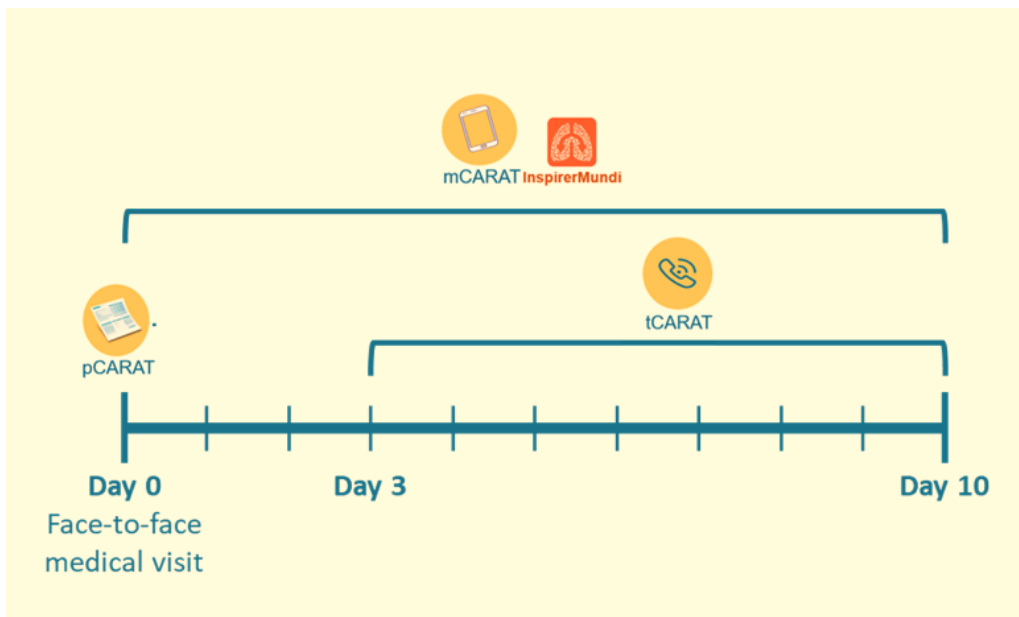 mCARAT InspirerMundi
tCARAT
pCARAT
Day 0
Day 3
Day 10
Face-to-face
medical visit